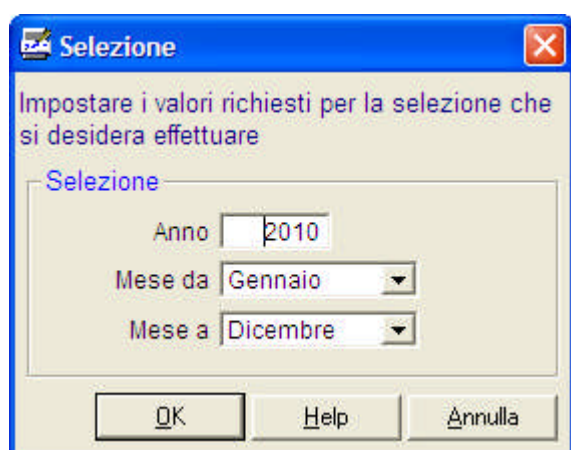 Selezione
Impostare i valori richiesti per la selezione che
si desidera effettuare
Selezione
Anno 2010
Mese da Gennaio
Mese a Dicembre
OK Help Annulla